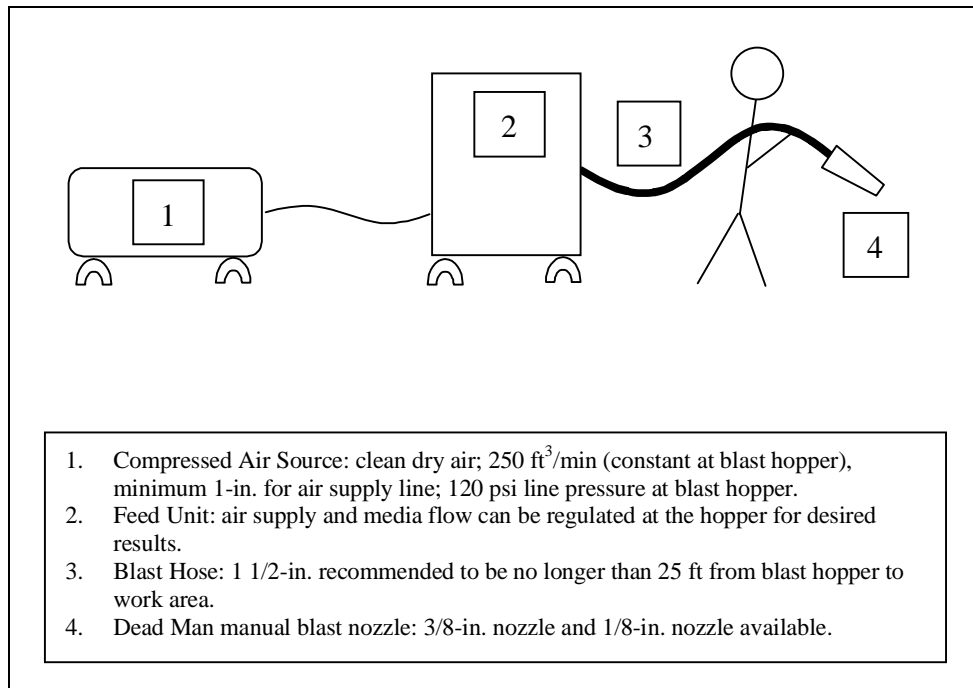 1
2
3
4
1. Compressed Air Source: clean dry air; 250 ft³/min (constant at blast hopper),
minimum 1-in. for air supply line; 120 psi line pressure at blast hopper.
2. Feed Unit: air supply and media flow can be regulated at the hopper for desired
results.
3. Blast Hose: 1 1/2-in. recommended to be no longer than 25 ft from blast hopper to
work area.
4. Dead Man manual blast nozzle: 3/8-in. nozzle and 1/8-in. nozzle available.